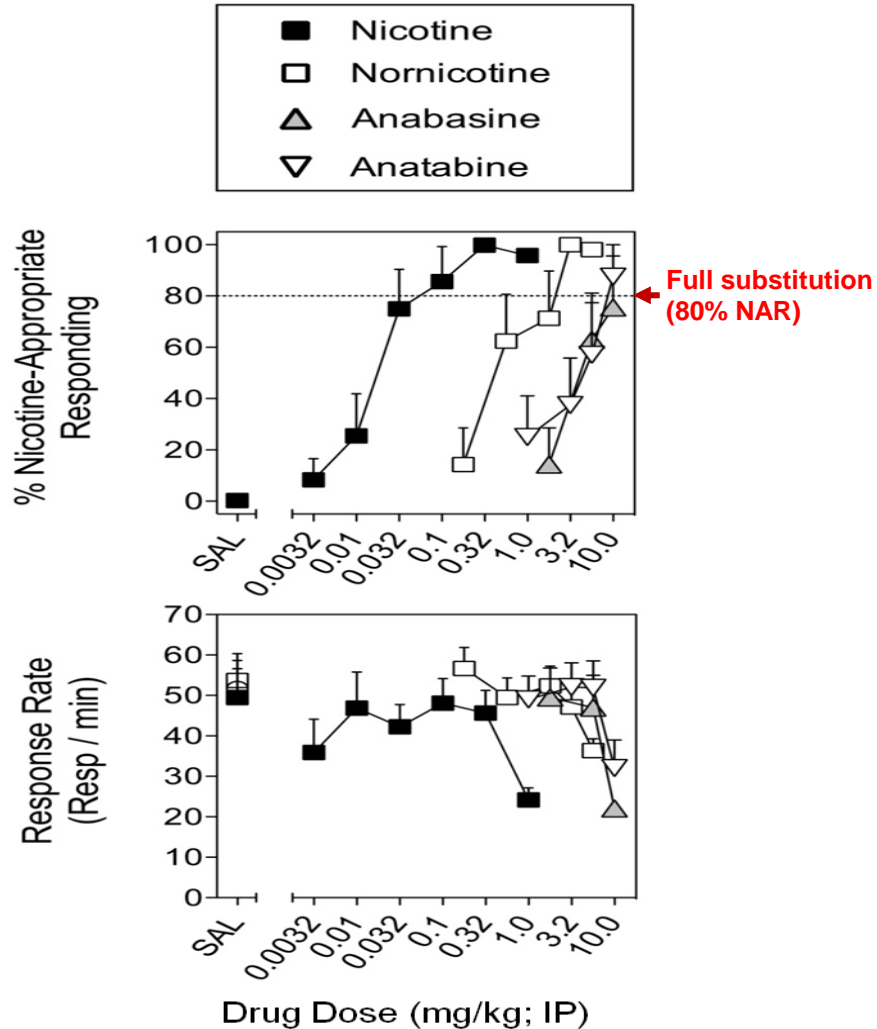 Nicotine
Nornicotine
Anabasine
Anatabine
% Nicotine-Appropriate
Responding
100
80
60
40
20
0
Full substitution
(80% NAR)
SAL
0.0032
0.01
0.032
0.1
0.32
1.0
3.2
10.0
Response Rate
(Resp / min)
70
60
50
40
30
20
10
0
SAL
0.0032
0.01
0.032
0.1
0.32
1.0
3.2
10.0
Drug Dose (mg/kg; IP)